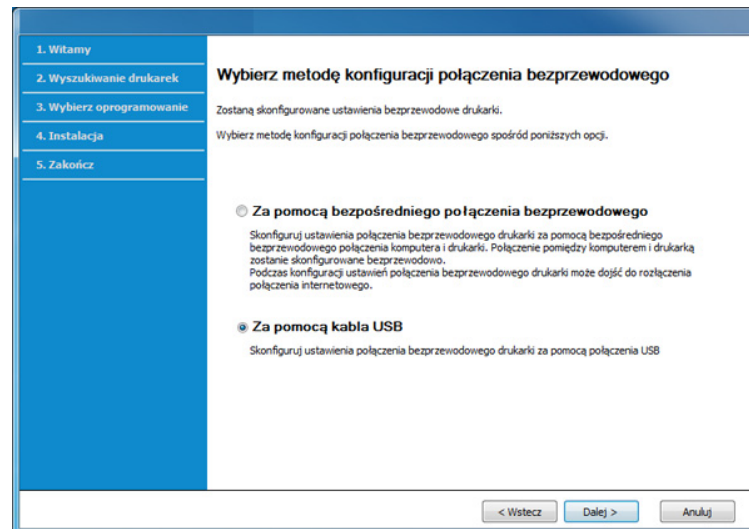 1. Witamy
2. Wyszukiwanie drukarek
3. Wybierz oprogramowanie
4. Instalacja
5. Zakończ
Wybierz metodę konfiguracji połączenia bezprzewodowego
Zostaną skonfigurowane ustawienia bezprzewodowe drukarki.
Wybierz metodę konfiguracji połączenia bezprzewodowego spośród poniższych opcji.
Za pomocą bezpośredniego połączenia bezprzewodowego
Skonfiguruj ustawienia połączenia bezprzewodowego drukarki za pomocą bezpośredniego
bezprzewodowego połączenia komputera i drukarki. Połączenie pomiędzy komputerem i drukarką
zostanie skonfigurowane bezprzewodowo.
Podczas konfiguracji ustawień połączenia bezprzewodowego drukarki może dojść do rozłączenia
połączenia internetowego.
Za pomocą kabla USB
Skonfiguruj ustawienia połączenia bezprzewodowego drukarki za pomocą połączenia USB
< Wstecz Dalej > Anuluj